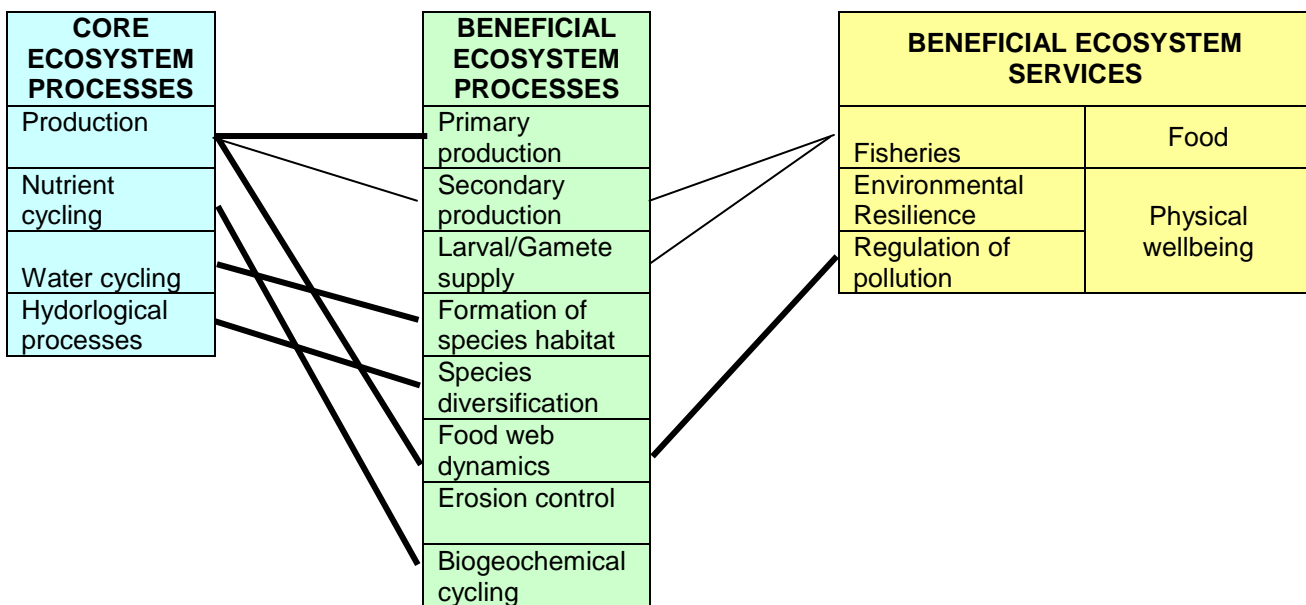 CORE
ECOSYSTEM
PROCESSES
Production
Nutrient
cycling
Water cycling
Hydorlogical
processes
BENEFICIAL
ECOSYSTEM
PROCESSES
Primary
production
Secondary
production
Larval/Gamete
supply
Formation of
species habitat
Species
diversification
Food web
dynamics
Erosion control
Biogeochemical
cycling
BENEFICIAL ECOSYSTEM
SERVICES
Fisheries
Food
Environmental
Resilience
Regulation of
pollution
Physical
wellbeing